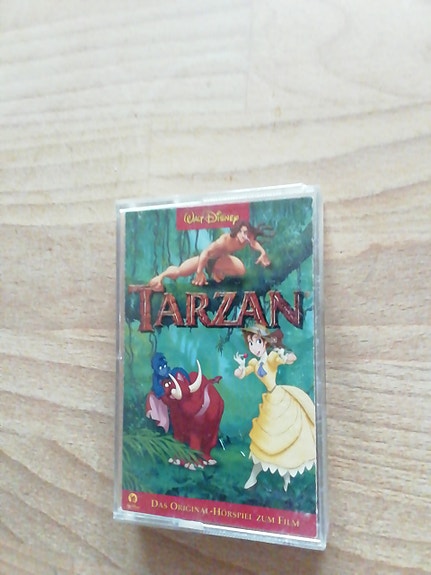 WALT DISNEY
TARZAN
DAS ORIGINAL-HÖRSPIEL ZUM FILM